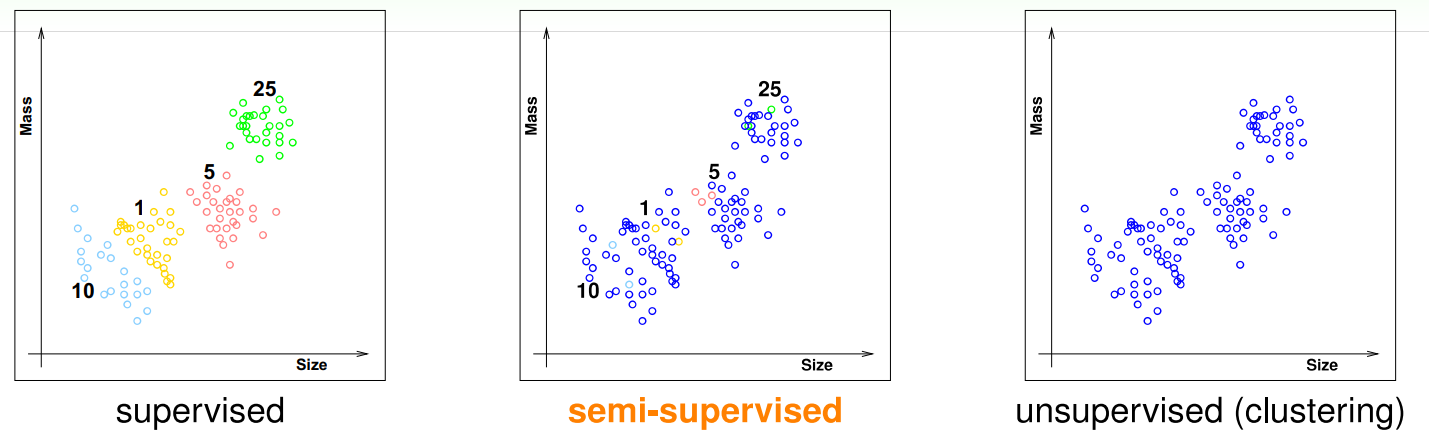 Mass
25
5
1
10
Size
supervised
Mass
25
5
1
10
Size
semi-supervised
Mass
Size
unsupervised (clustering)